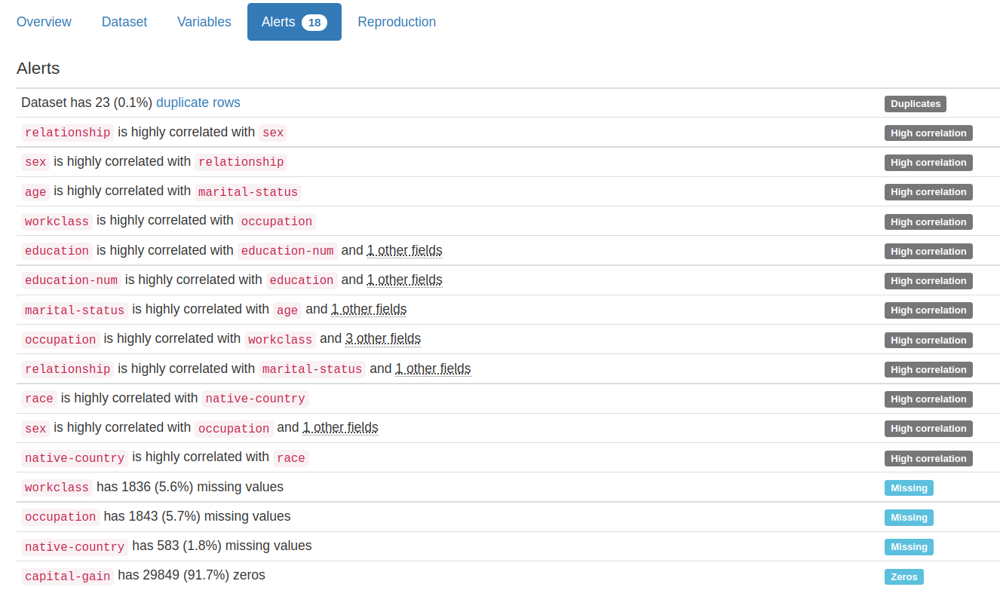 Overview Dataset Variables Alerts 18 Reproduction
Alerts
Dataset has 23 (0.1%) duplicate rows Duplicates
relationship is highly correlated with sex High correlation
sex is highly correlated with relationship High correlation
age is highly correlated with marital-status High correlation
workclass is highly correlated with occupation High correlation
education is highly correlated with education-num and 1 other fields High correlation
education-num is highly correlated with education and 1 other fields High correlation
marital-status is highly correlated with age and 1 other fields High correlation
occupation is highly correlated with workclass and 3 other fields High correlation
relationship is highly correlated with marital-status and 1 other fields High correlation
race is highly correlated with native-country High correlation
sex is highly correlated with occupation and 1 other fields High correlation
native-country is highly correlated with race High correlation
workclass has 1836 (5.6%) missing values Missing
occupation has 1843 (5.7%) missing values Missing
native-country has 583 (1.8%) missing values Missing
capital-gain has 29849 (91.7%) zeros Zeros